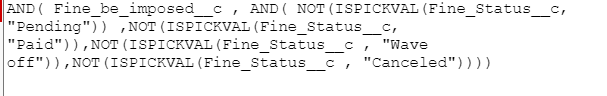 AND( Fine_be_imposed__c , AND( NOT(ISPICKVAL(Fine_Status__c,
"Pending")) ,NOT(ISPICKVAL(Fine_Status__c,
"Paid")),NOT(ISPICKVAL(Fine_Status__c , "Wave
off")),NOT(ISPICKVAL(Fine_Status__c , "Canceled"))))